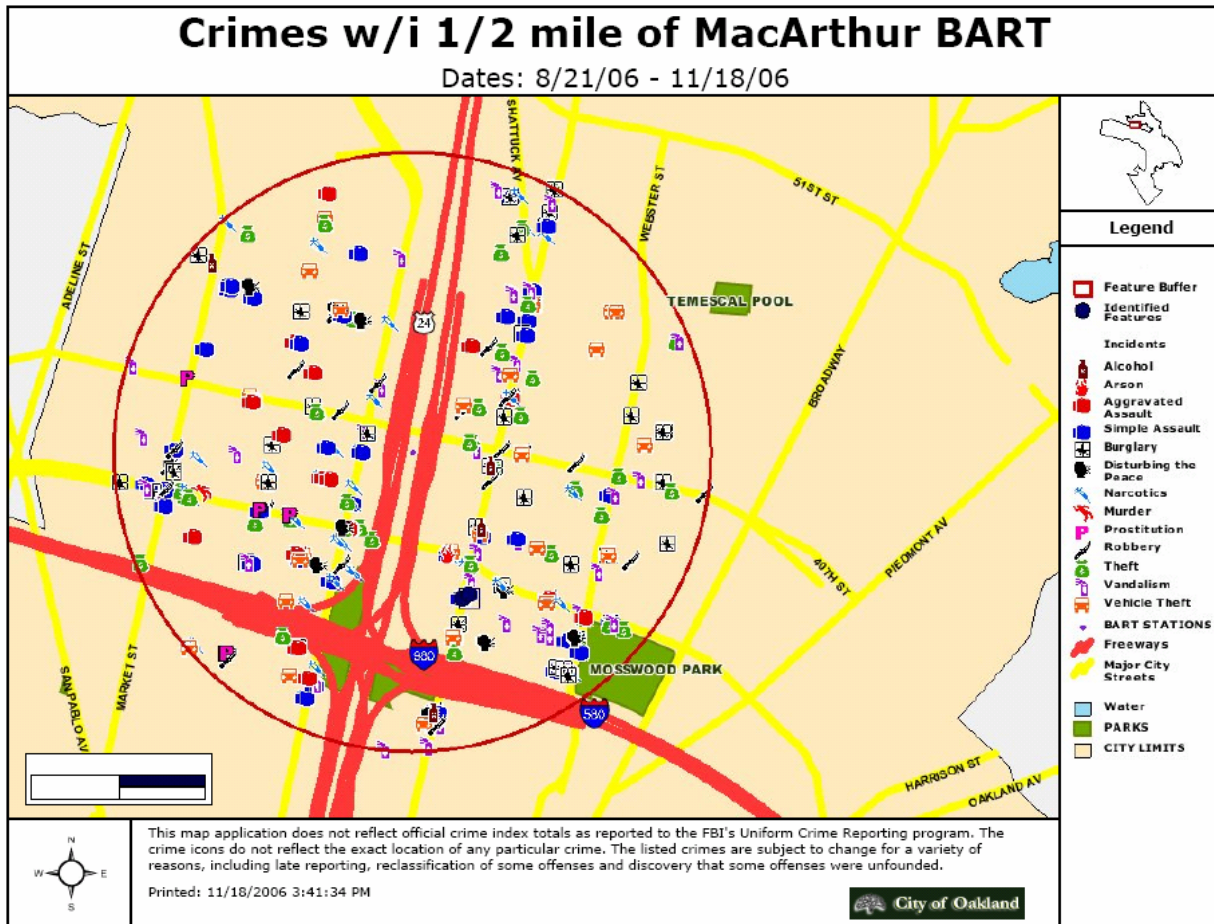 Crimes w/i 1/2 mile of MacArthur BART
Dates: 8/21/06 - 11/18/06
SHATTUCK AV
51ST ST
WEBSTER ST
ADELINE ST
TEMESCAL POOL
24
BROADWAY
PIEDMONT AV
40TH ST
MARKET ST
SAN PABLO AV
880
MOSSWOOD PARK
580
HARRISON ST
OAKLAND AV
Legend
Feature Buffer
Identified
Features
Incidents
Alcohol
Arson
Aggravated
Assault
Simple Assault
Burglary
Disturbing the
Peace
Narcotics
Murder
P
Prostitution
Robbery
Theft
Vandalism
Vehicle Theft
BART STATIONS
Freeways
Major City
Streets
Water
PARKS
CITY LIMITS
N
W
E
S
This map application does not reflect official crime index totals as reported to the FBI's Uniform Crime Reporting program. The
crime icons do not reflect the exact location of any particular crime. The listed crimes are subject to change for a variety of
reasons, including late reporting, reclassification of some offenses and discovery that some offenses were unfounded.
Printed: 11/18/2006 3:41:34 PM
City of Oakland